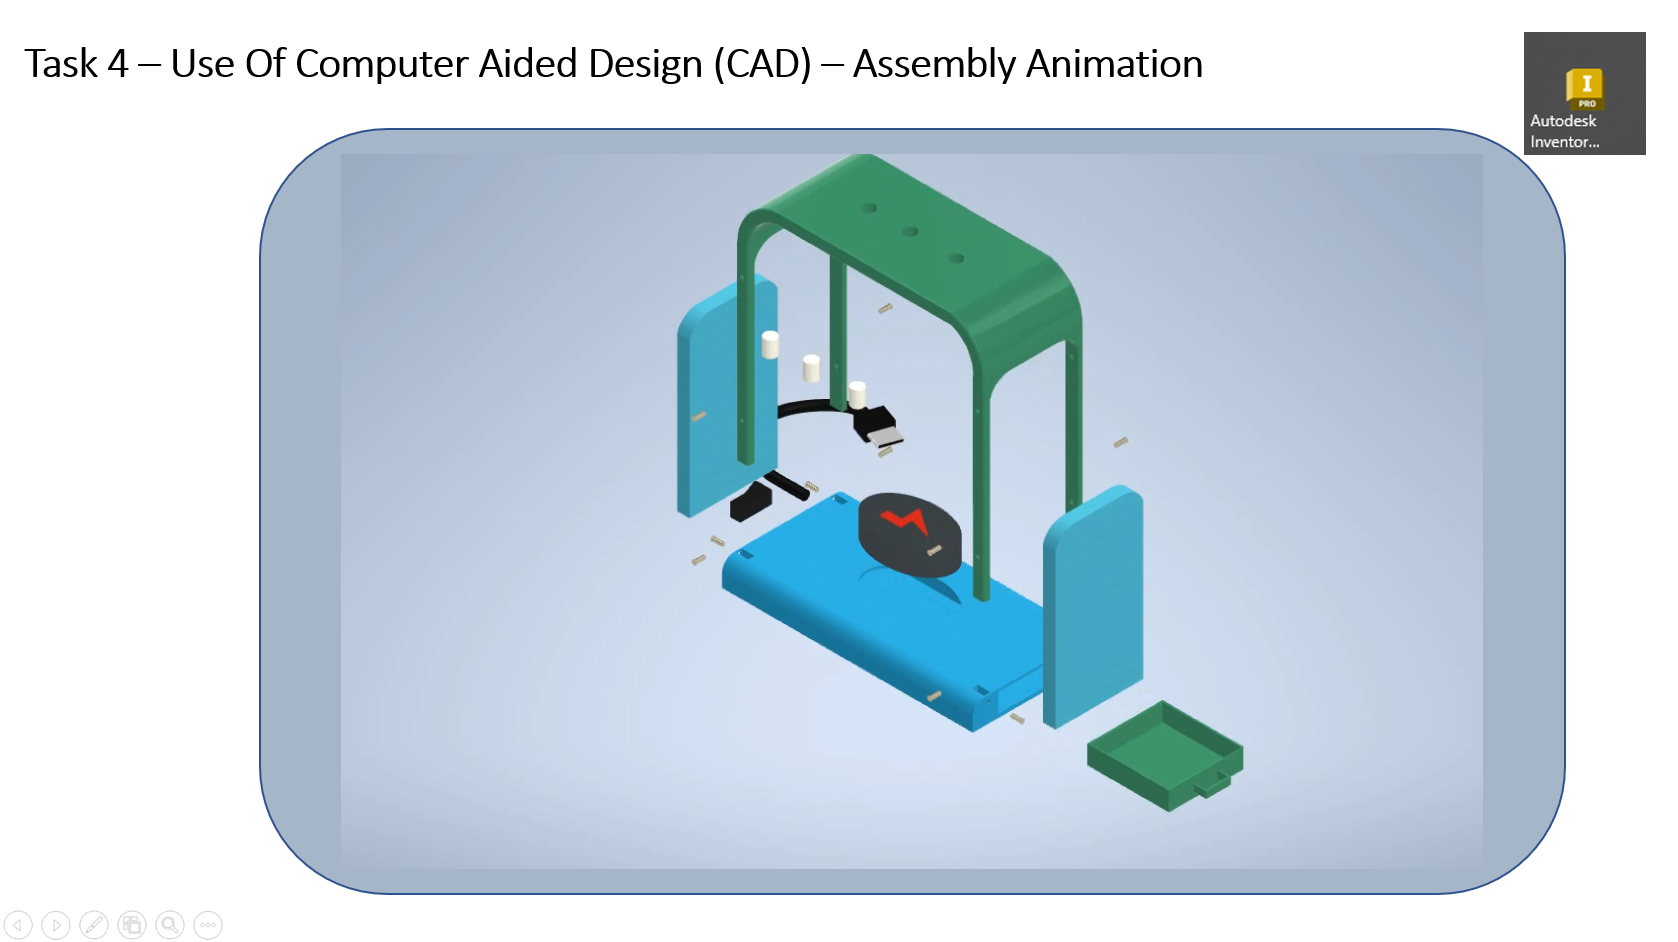 Task 4 – Use Of Computer Aided Design (CAD) – Assembly Animation
I
PRO
Autodesk
Inventor...